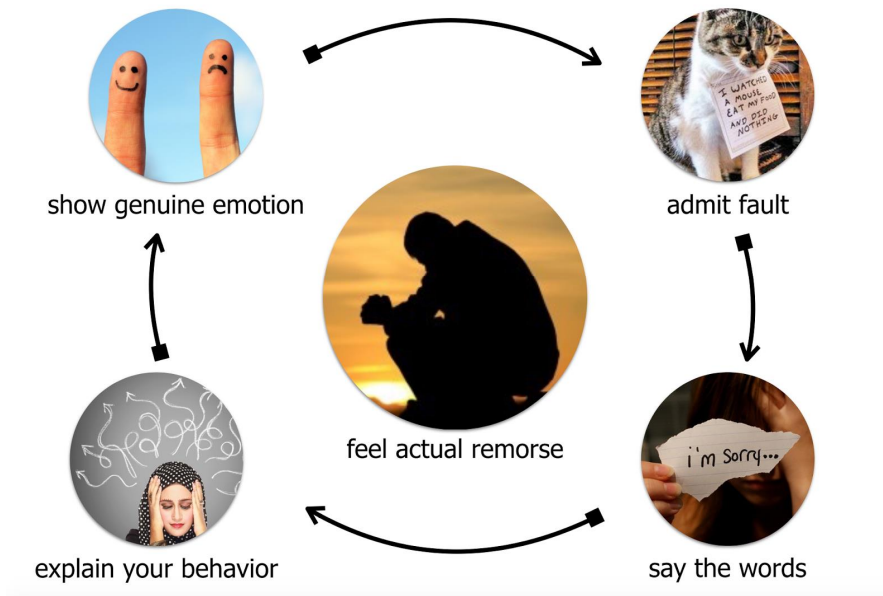 show genuine emotion
I WATCHED
A MOUSE
EAT MY FOOD
AND DID
NOTHING
admit fault
feel actual remorse
i'm sorry...
explain your behavior
say the words